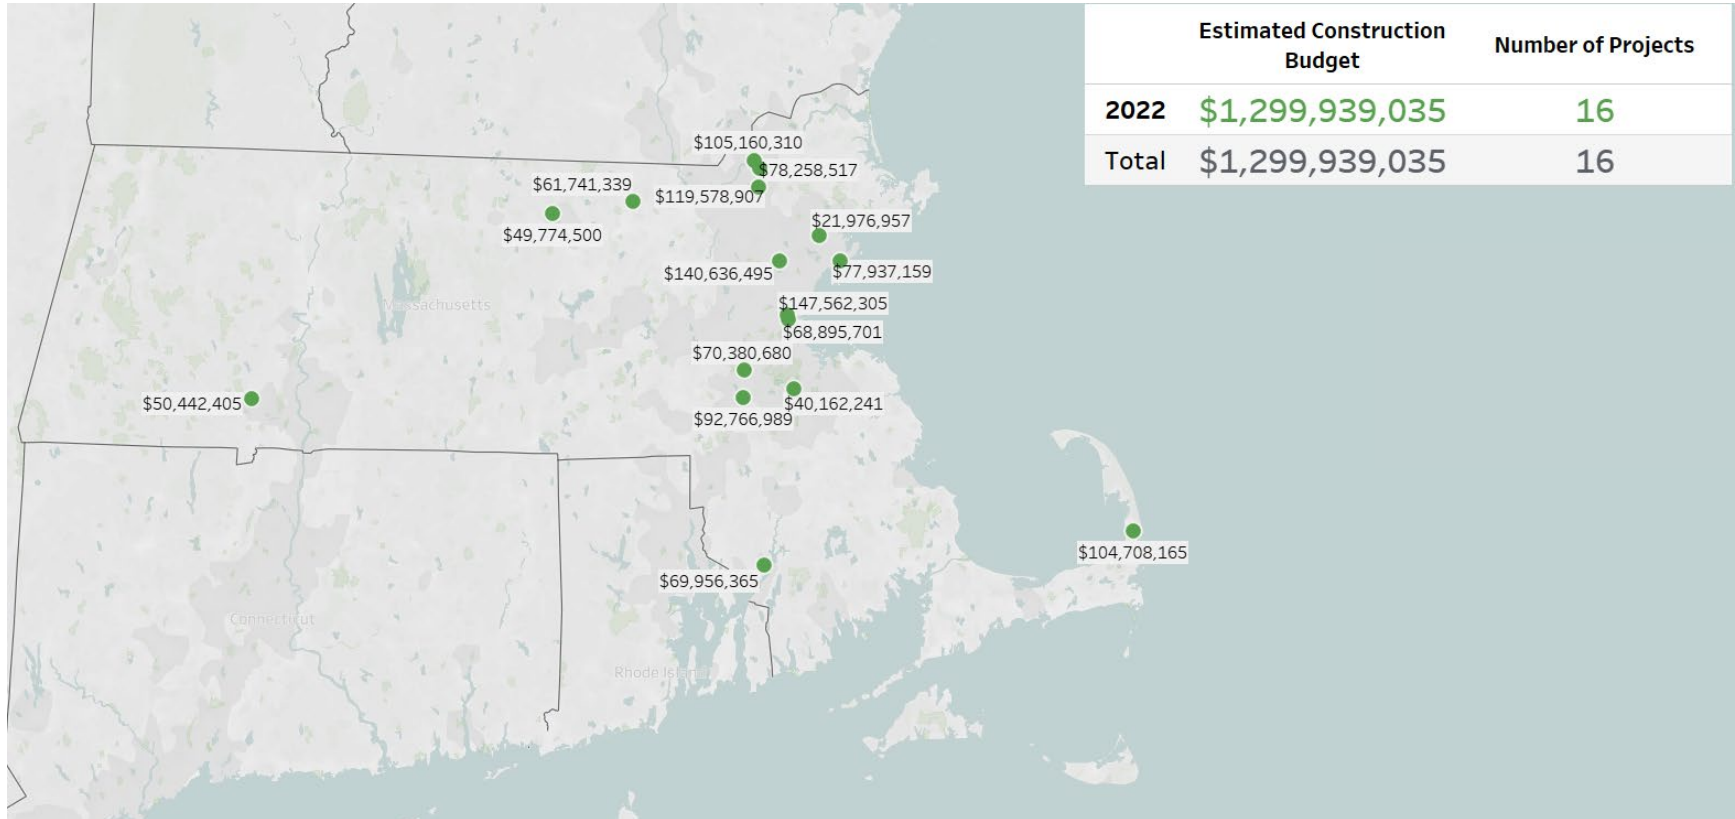 Estimated Construction
Budget
Number of Projects
2022 $1,299,939,035 16
Total $1,299,939,035 16
$105,160,310
$78,258,517
$61,741,339
$119,578,907
$49,774,500
$21,976,957
$140,636,495
$77,937,159
Massachusetts
$147,562,305
$68,895,701
$70,380,680
$50,442,405
$40,162,241
$92,766,989
$104,708,165
$69,956,365
Connecticut
Rhode Island